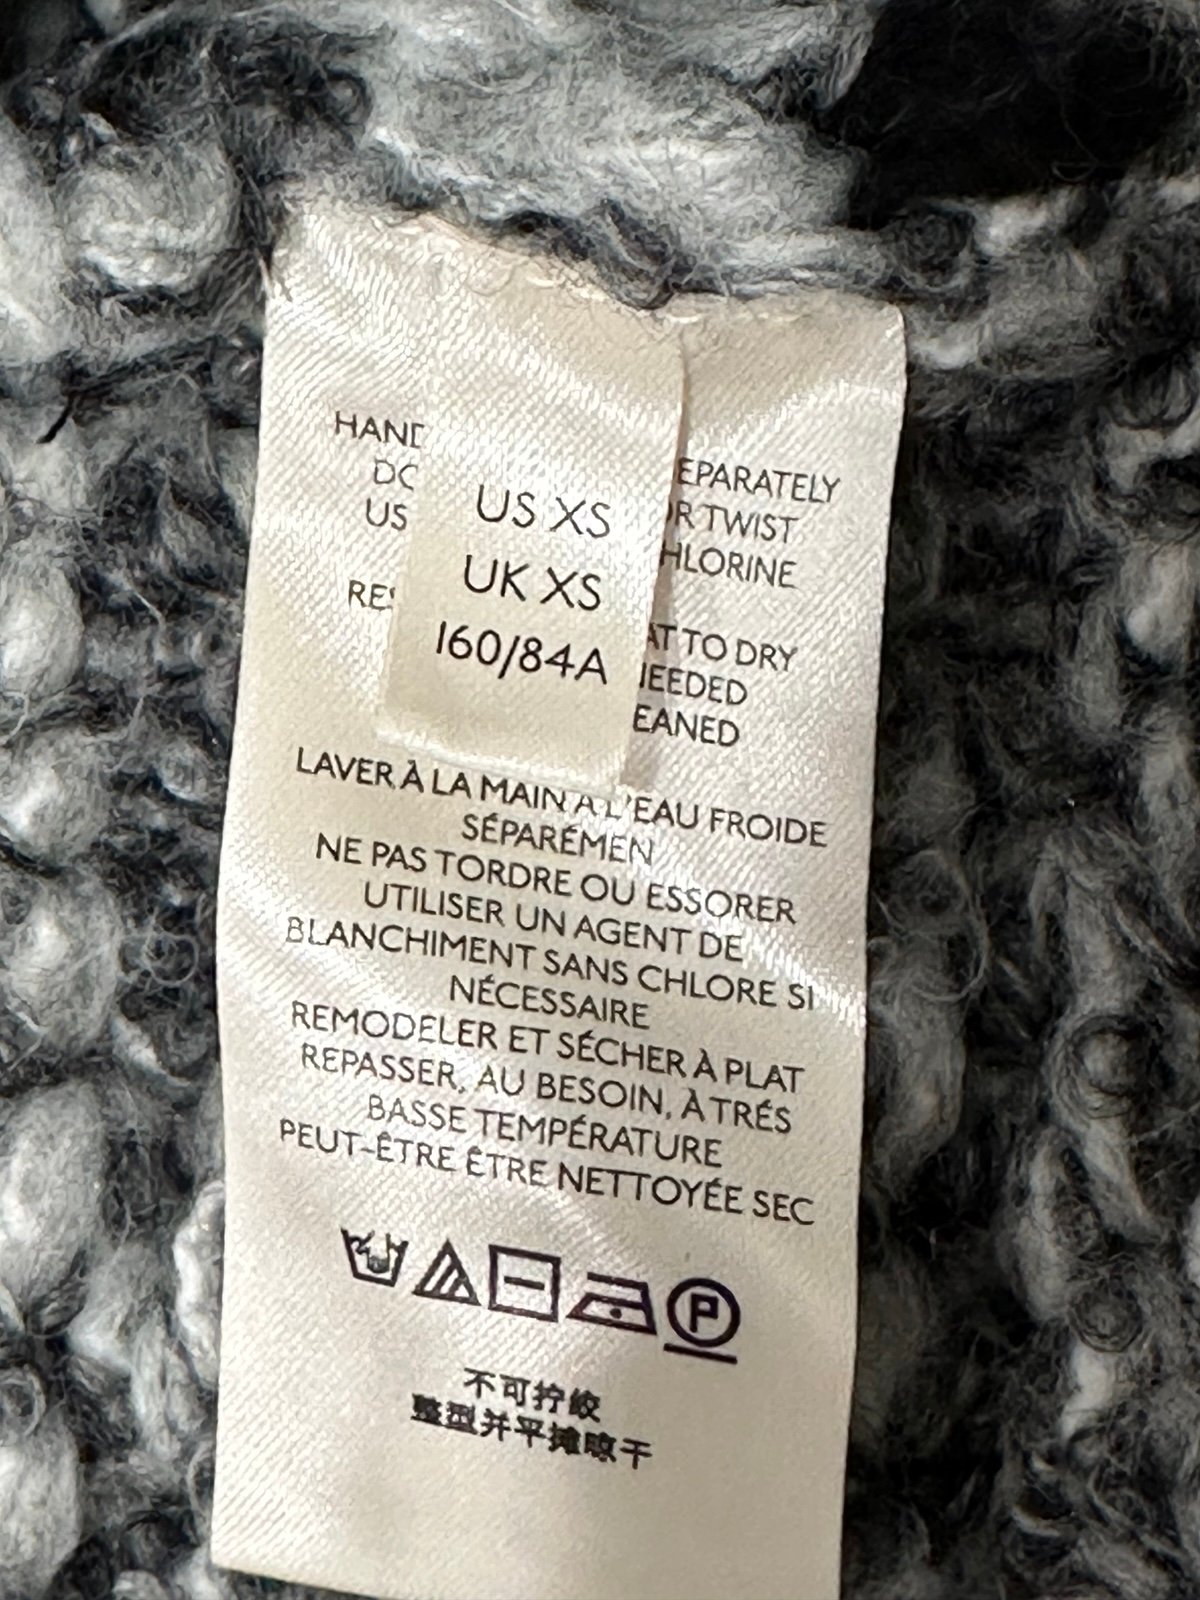 US XS
UK XS
160/84A
HAND
EPARATELY
DO
OR TWIST
US
HLORINE
RES
AT TO DRY
NEEDED
EANED
LAVER À LA MAIN A L'EAU FROIDE
SÉPARÉMEN
NE PAS TORDRE OU ESSORER
UTILISER UN AGENT DE
BLANCHIMENT SANS CHLORE SI
NÉCESSAIRE
REMODELER ET SÉCHER À PLAT
REPASSER, AU BESOIN, À TRÉS
BASSE TEMPÉRATURE
PEUT-ÊTRE ÊTRE NETTOYÉE SEC
P
不可拧绞
整型并平摊晾干